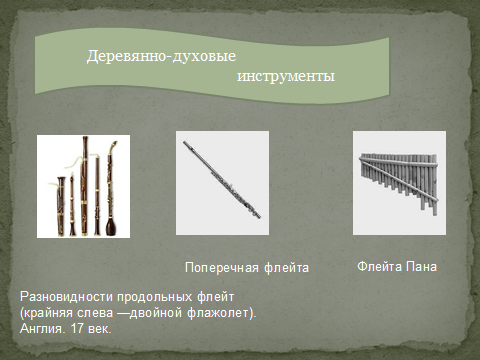 Деревянно-духовые
инструменты
Поперечная флейта
Флейта Пана
Разновидности продольных флейт
(крайняя слева —двойной флажолет).
Англия. 17 век.